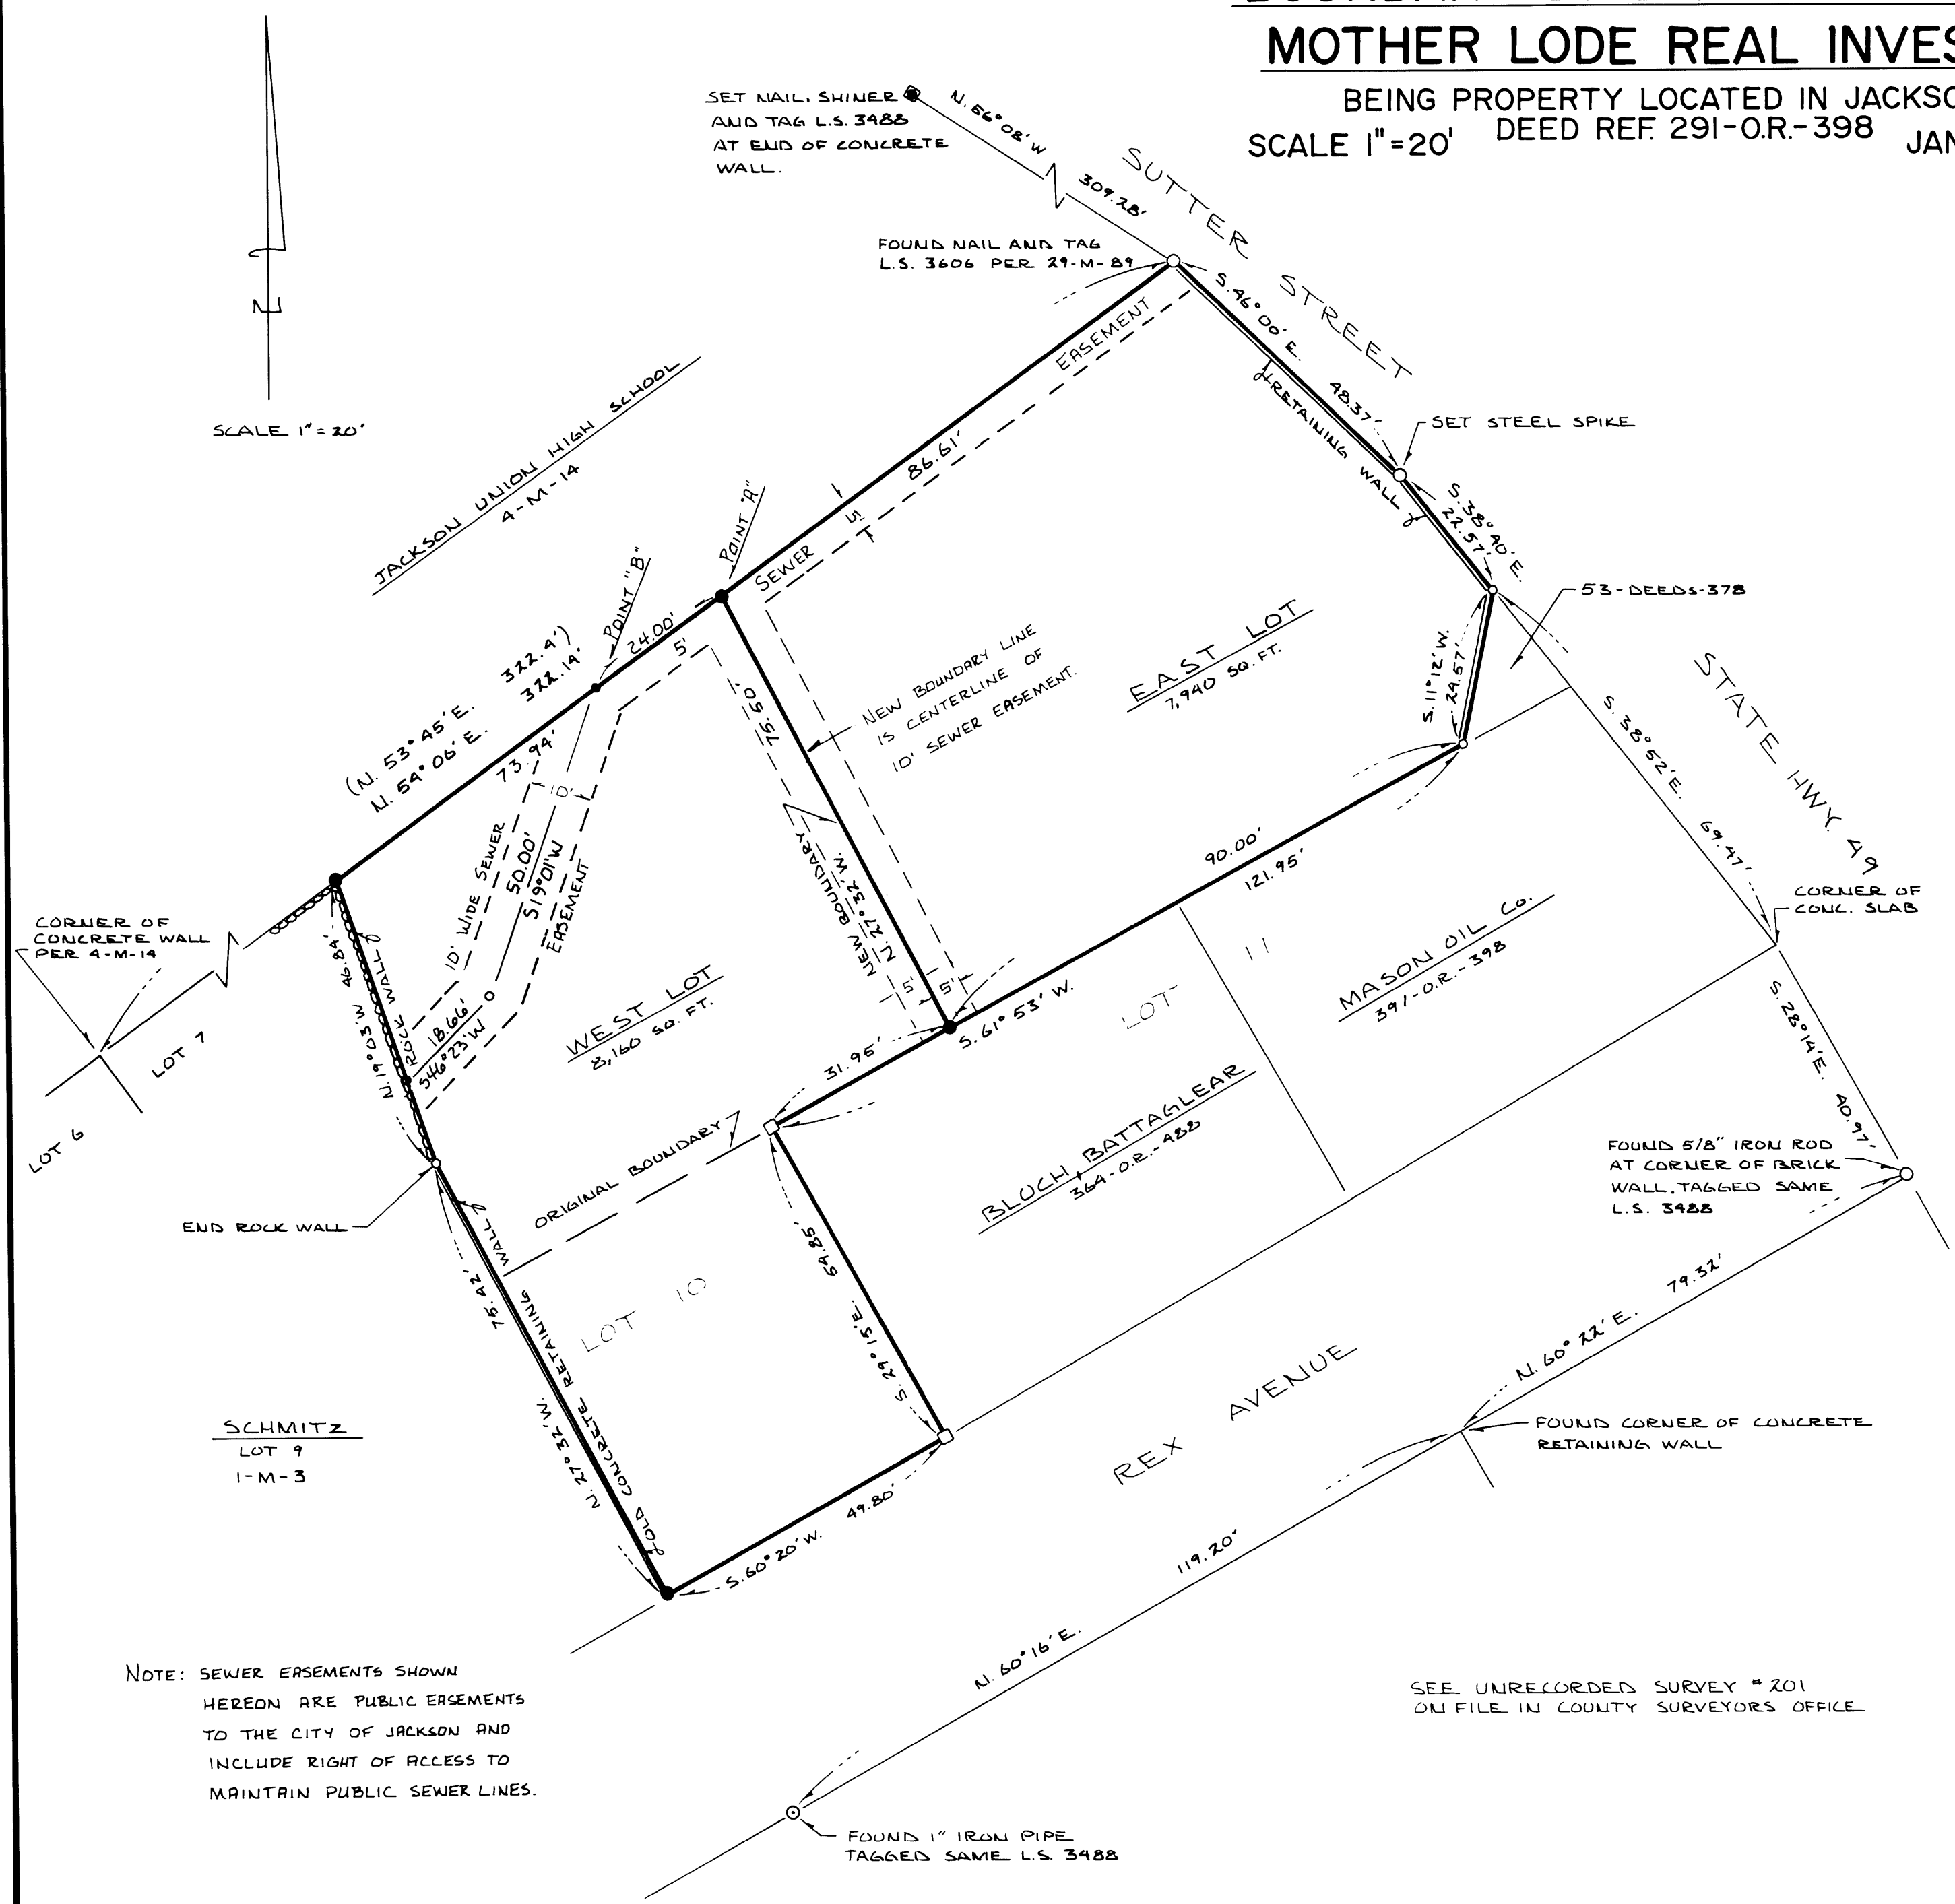 MOTHER LODE REAL INVES
BEING PROPERTY LOCATED IN JACKSO
DEED REF. 291-O.R.-398
SCALE 1"=20'
JAN
SET NAIL, SHINER
AND TAG L.S. 3488
AT END OF CONCRETE
WALL.
N. 56° 08' W
309.28'
SUTTER STREET
FOUND NAIL AND TAG
L.S. 3606 PER 29-M-89
N
SCALE 1"=20'
JACKSON UNION HIGH SCHOOL
4-M-14
S. 46° 00' E.
48.37'
RETAINING WALL
SET STEEL SPIKE
S. 38° 40' E.
22.57'
53-DEEDS-378
EASEMENT
86.61'
5'
SEWER
POINT "A"
POINT "B"
24.00'
5'
(N. 53° 45' E. 322.4')
N. 54° 06' E. 322.14'
73.94'
10'
10' WIDE SEWER
50.00'
S19°01'W
EASEMENT
75.50'
NEW BOUNDARY LINE
IS CENTERLINE OF
10' SEWER EASEMENT.
EAST LOT
7,940 SQ. FT.
S. 11° 12' W.
24.57'
STATE HWY. 49
S. 38° 52' E.
69.47'
CORNER OF
CONC. SLAB
NEW BOUNDARY
N. 27° 32' W.
90.00'
121.95'
CORNER OF
CONCRETE WALL
PER 4-M-14
LOT 7
LOT 6
46.84'
N. 19° 03' W
ROCK WALL
18.66'
S46°23'W
WEST LOT
8,160 SQ. FT.
5'
5'
S. 61° 53' W.
31.95'
LOT 11
MASON OIL Co.
391-O.R.-398
S. 28° 14' E. 40.97'
FOUND 5/8" IRON ROD
AT CORNER OF BRICK
WALL. TAGGED SAME
L.S. 3488
BLOCH, BATTAGLEAR
364-O.R.-488
ORIGINAL BOUNDARY
END ROCK WALL
75.42'
N. 27° 32' W.
OLD CONCRETE RETAINING WALL
LOT 10
64.85'
S. 29° 15' E.
SCHMITZ
LOT 9
1-M-3
S. 60° 20' W. 49.80'
REX AVENUE
N. 60° 22' E. 79.32'
FOUND CORNER OF CONCRETE
RETAINING WALL
119.20'
N. 60° 16' E.
NOTE: SEWER EASEMENTS SHOWN
HEREON ARE PUBLIC EASEMENTS
TO THE CITY OF JACKSON AND
INCLUDE RIGHT OF ACCESS TO
MAINTAIN PUBLIC SEWER LINES.
SEE UNRECORDED SURVEY #201
ON FILE IN COUNTY SURVEYORS OFFICE
FOUND 1" IRON PIPE
TAGGED SAME L.S. 3488